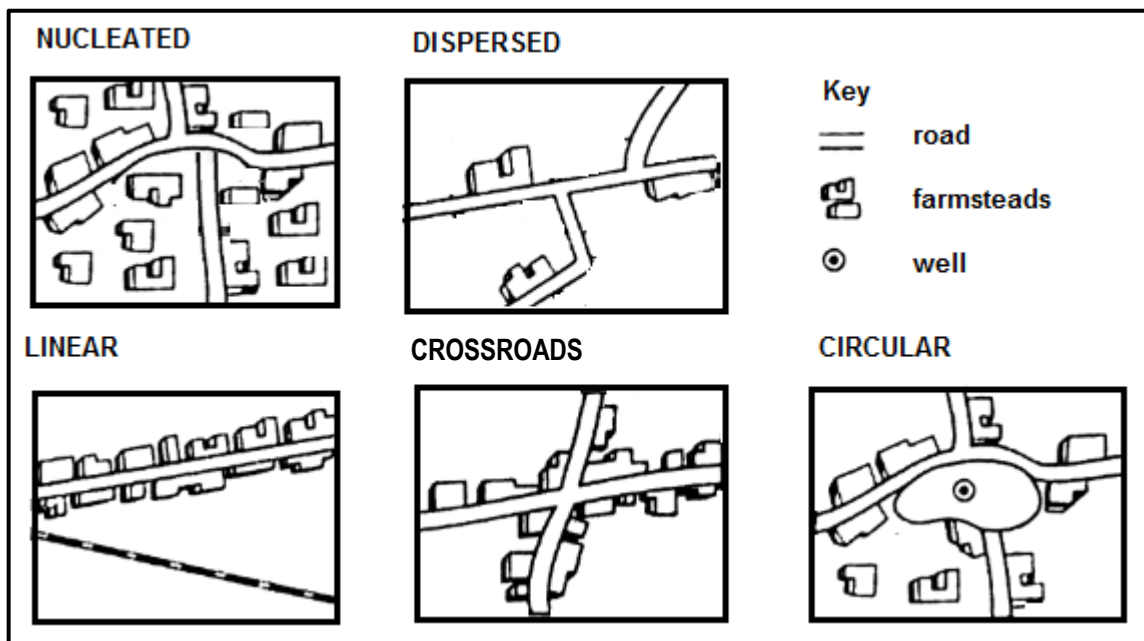 NUCLEATED
DISPERSED
Key
road
farmsteads
well
LINEAR
CROSSROADS
CIRCULAR